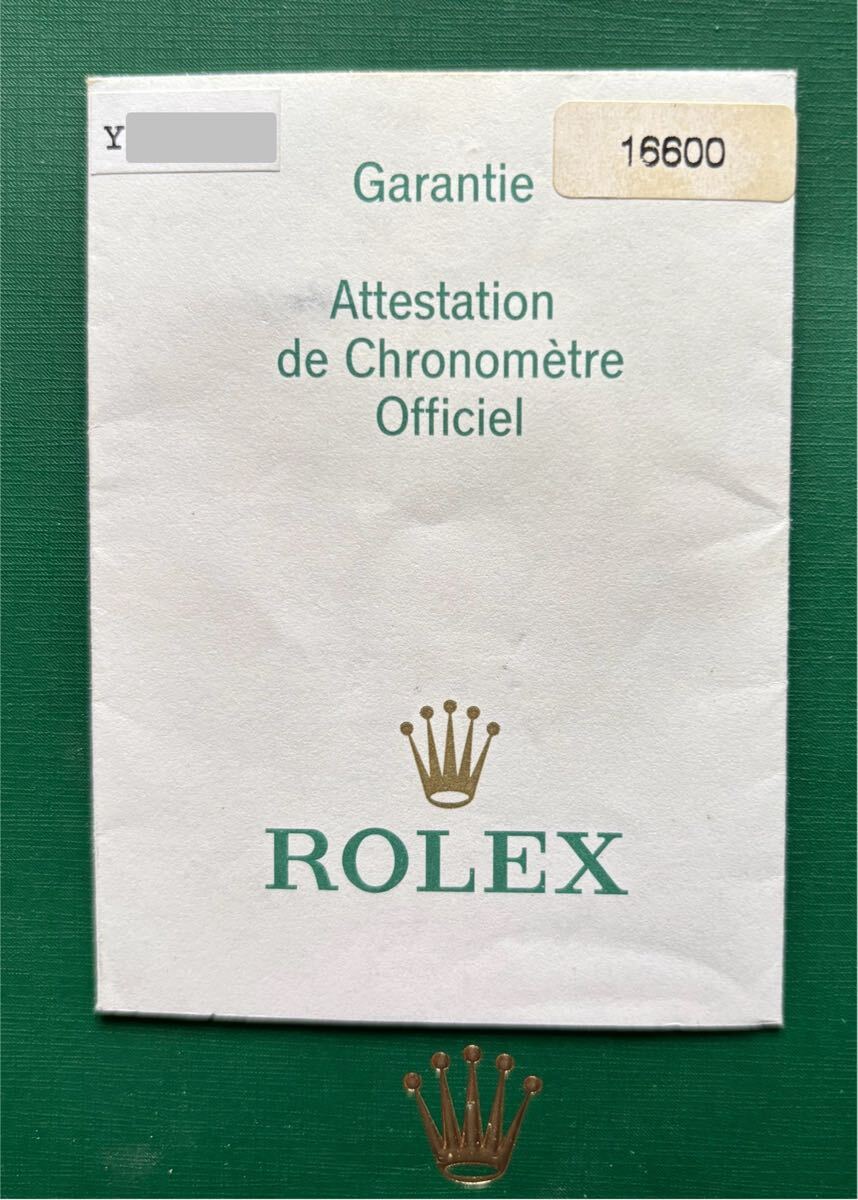 Y
16600
Garantie
Attestation
de Chronomètre
Officiel
ROLEX